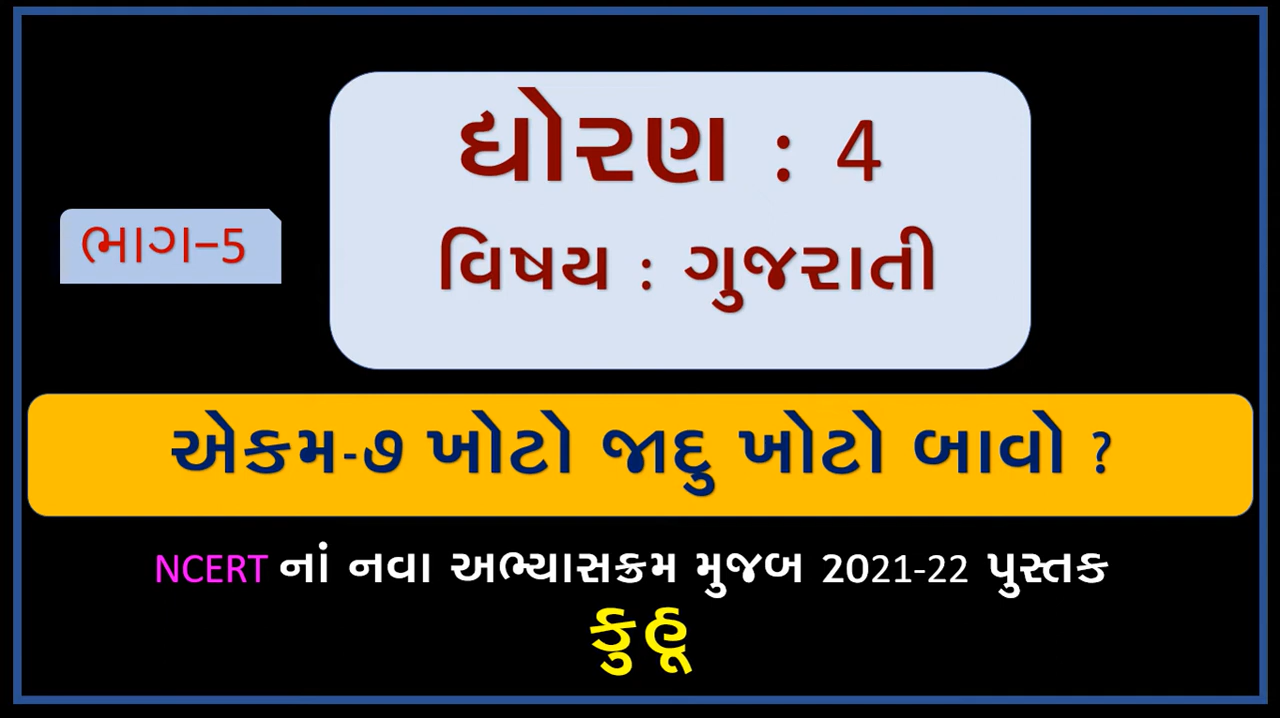 ધોરણ : 4
વિષય : ગુજરાતી
ભાગ–5
એકમ-૭ ખોટો જાદુ ખોટો બાવો ?
NCERT નાં નવા અભ્યાસક્રમ મુજબ 2021-22 પુસ્તક
કુહૂ